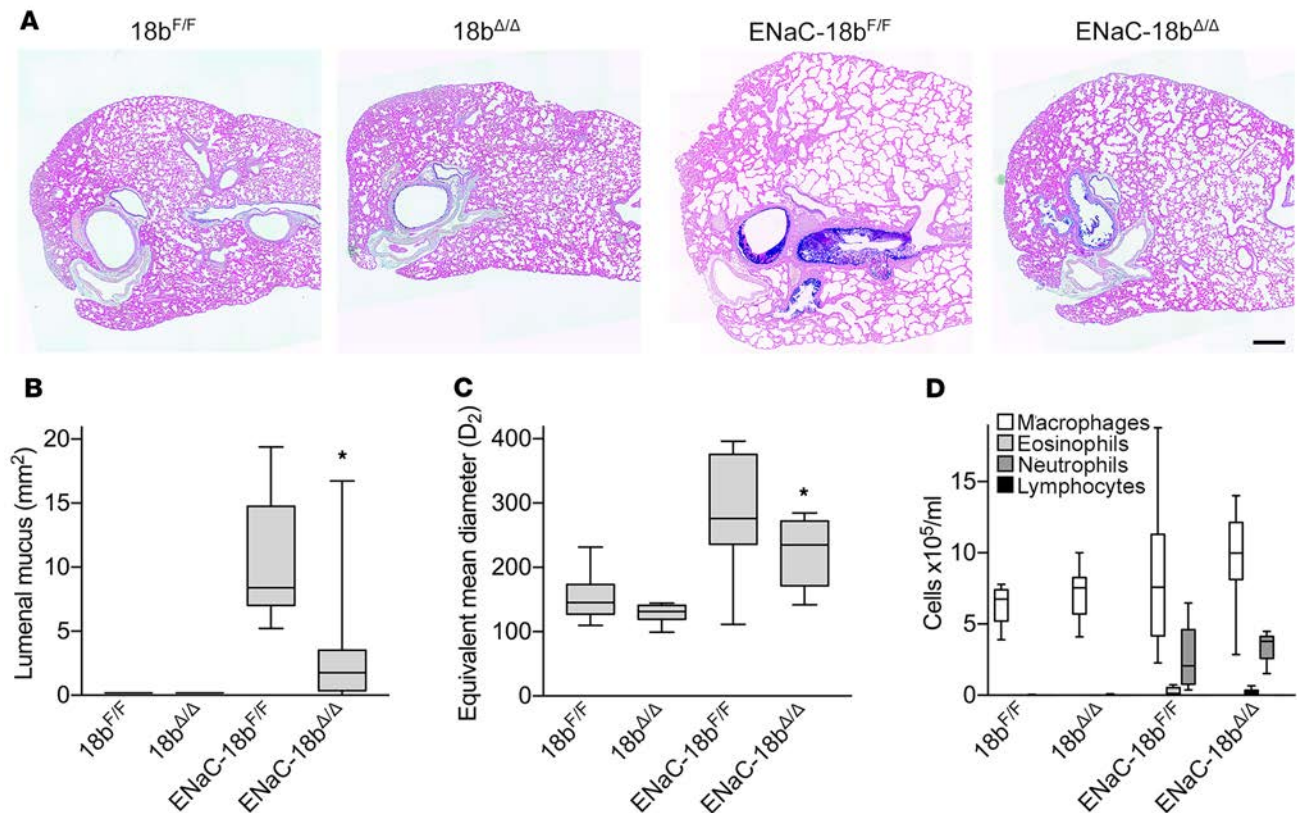 A
18b^F/F
18b^Δ/Δ
ENaC-18b^F/F
ENaC-18b^Δ/Δ
B
Lumenal mucus (mm²)
20
15
10
5
0
*
18b^F/F
18b^Δ/Δ
ENaC-18b^F/F
ENaC-18b^Δ/Δ
C
Equivalent mean diameter (D₂)
400
300
200
100
0
*
18b^F/F
18b^Δ/Δ
ENaC-18b^F/F
ENaC-18b^Δ/Δ
D
Macrophages
Eosinophils
Neutrophils
Lymphocytes
Cells x10⁵/ml
15
10
5
0
18b^F/F
18b^Δ/Δ
ENaC-18b^F/F
ENaC-18b^Δ/Δ